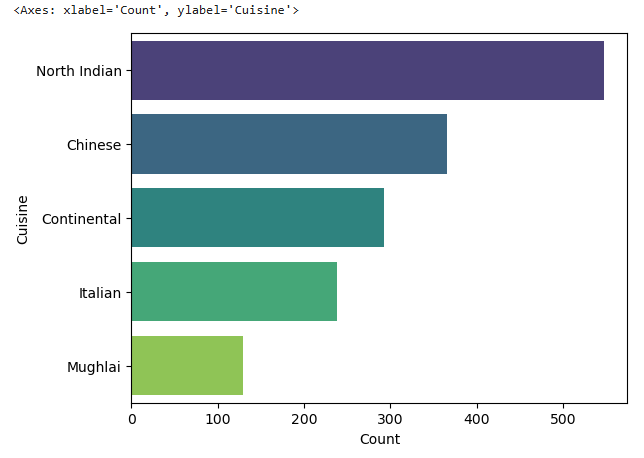 <Axes: xlabel='Count', ylabel='Cuisine'>
North Indian
Chinese
Continental
Italian
Mughlai
Cuisine
0 100 200 300 400 500
Count